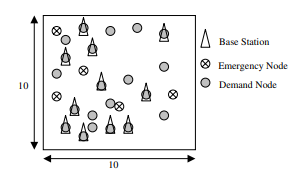 Base Station
Emergency Node
Demand Node
10
10